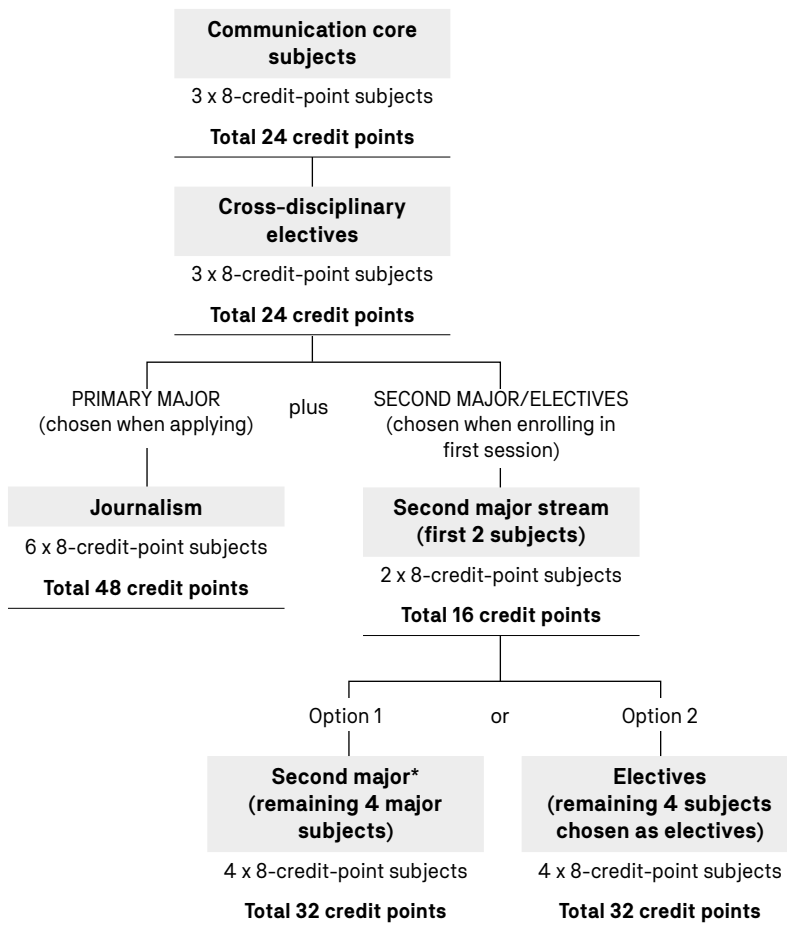 Communication core
subjects
3 x 8-credit-point subjects
Total 24 credit points
Cross-disciplinary
electives
3 x 8-credit-point subjects
Total 24 credit points
PRIMARY MAJOR
(chosen when applying)
plus
SECOND MAJOR/ELECTIVES
(chosen when enrolling in
first session)
Journalism
6 x 8-credit-point subjects
Total 48 credit points
Second major stream
(first 2 subjects)
2 x 8-credit-point subjects
Total 16 credit points
Option 1
or
Option 2
Second major*
(remaining 4 major
subjects)
4 x 8-credit-point subjects
Total 32 credit points
Electives
(remaining 4 subjects
chosen as electives)
4 x 8-credit-point subjects
Total 32 credit points